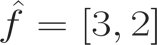 f̂ = [3, 2]